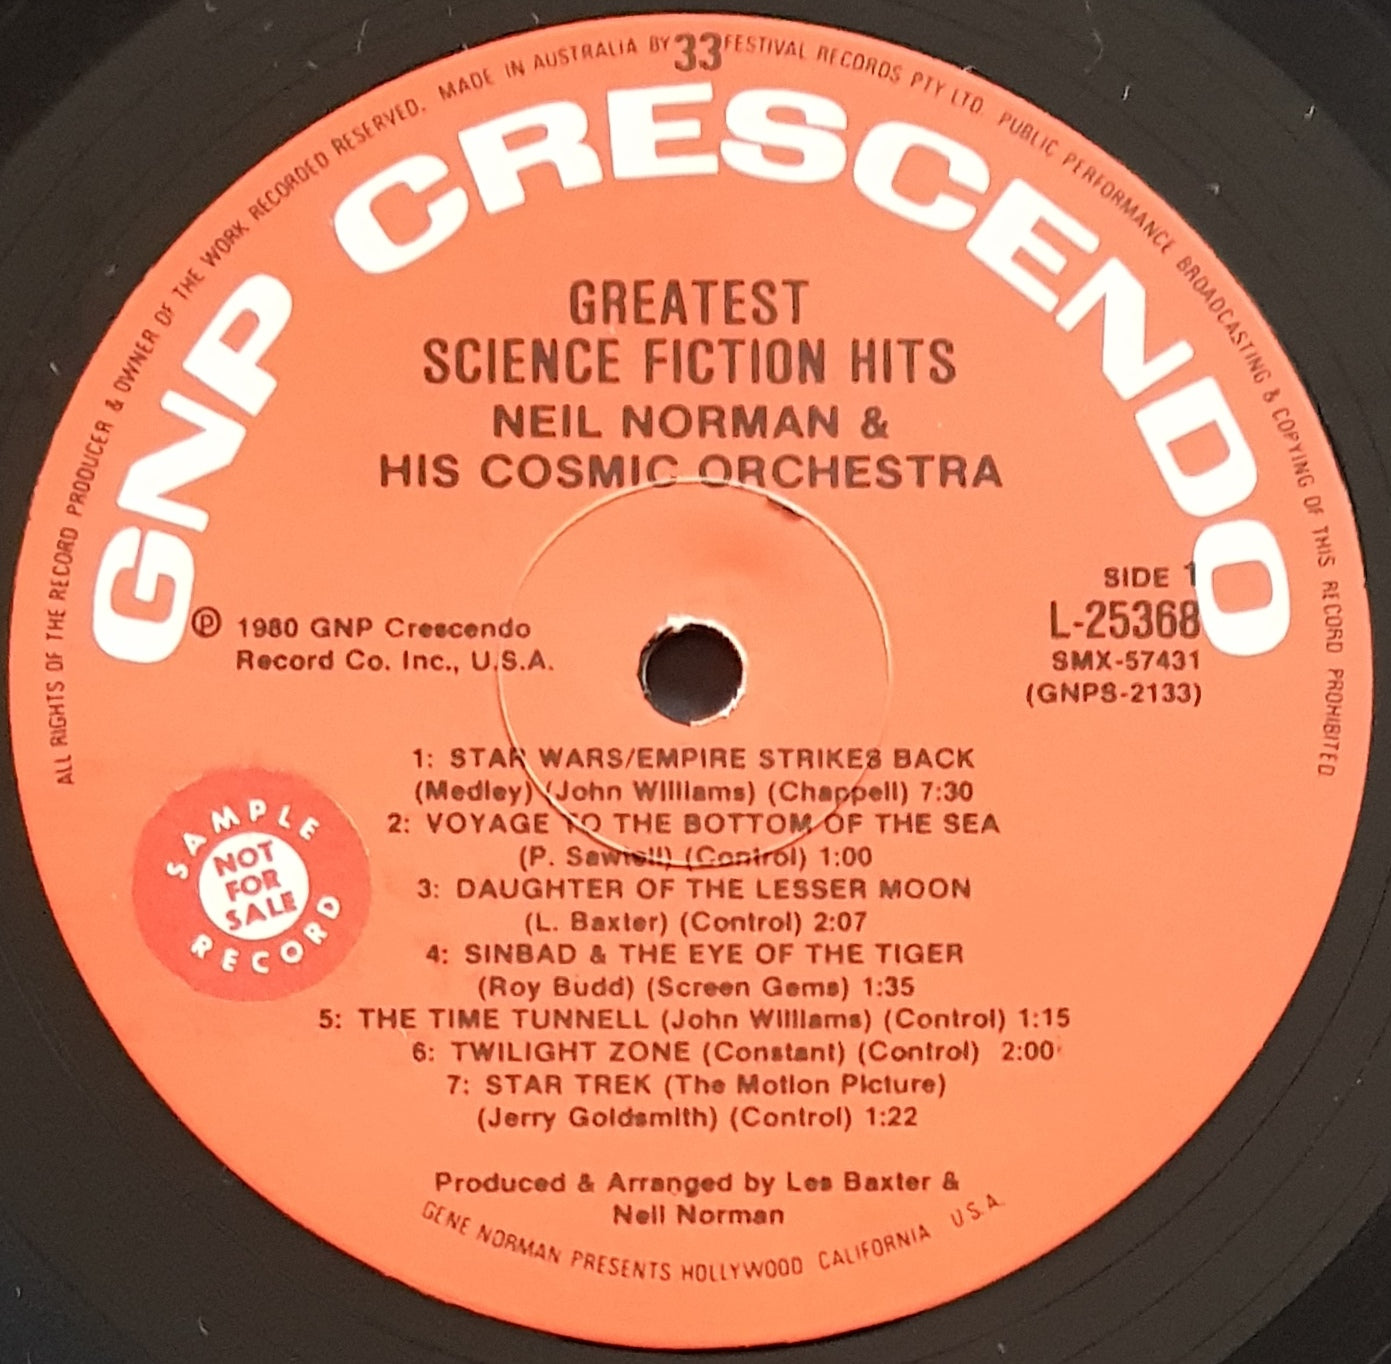 ALL RIGHTS OF THE RECORD PRODUCER & OWNER OF THE WORK RECORDED RESERVED. MADE IN AUSTRALIA BY 33 FESTIVAL RECORDS PTY LTD. PUBLIC PERFORMANCE BROADCASTING & COPYING OF THIS RECORD PROHIBITED
GNP CRESCENDO
GREATEST
SCIENCE FICTION HITS
NEIL NORMAN &
HIS COSMIC ORCHESTRA
SIDE 1
L-25368
SMX-57431
(GNPS-2133)
℗ 1980 GNP Crescendo
Record Co. Inc., U.S.A.
1: STAR WARS/EMPIRE STRIKES BACK
(Medley) (John Williams) (Chappell) 7:30
2: VOYAGE TO THE BOTTOM OF THE SEA
(P. Sawtell) (Control) 1:00
3: DAUGHTER OF THE LESSER MOON
(L. Baxter) (Control) 2:07
4: SINBAD & THE EYE OF THE TIGER
(Roy Budd) (Screen Gems) 1:35
5: THE TIME TUNNELL (John Williams) (Control) 1:15
6: TWILIGHT ZONE (Constant) (Control) 2:00
7: STAR TREK (The Motion Picture)
(Jerry Goldsmith) (Control) 1:22
SAMPLE
NOT
FOR
SALE
RECORD
Produced & Arranged by Les Baxter &
Neil Norman
GENE NORMAN PRESENTS HOLLYWOOD CALIFORNIA U.S.A.